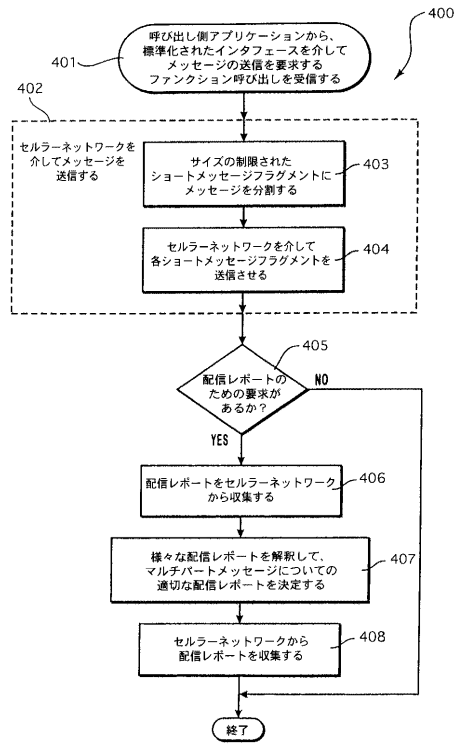 400
呼び出し側アプリケーションから、
標準化されたインタフェースを介して
メッセージの送信を要求する
ファンクション呼び出しを受信する
401
402
セルラーネットワークを
介してメッセージを
送信する
サイズの制限された
ショートメッセージフラグメントに
メッセージを分割する
403
セルラーネットワークを介して
各ショートメッセージフラグメントを
送信させる
404
405
配信レポートの
ための要求が
あるか?
NO
YES
配信レポートをセルラーネットワーク
から収集する
406
様々な配信レポートを解釈して、
マルチパートメッセージについての
適切な配信レポートを決定する
407
セルラーネットワークから
配信レポートを収集する
408
終了